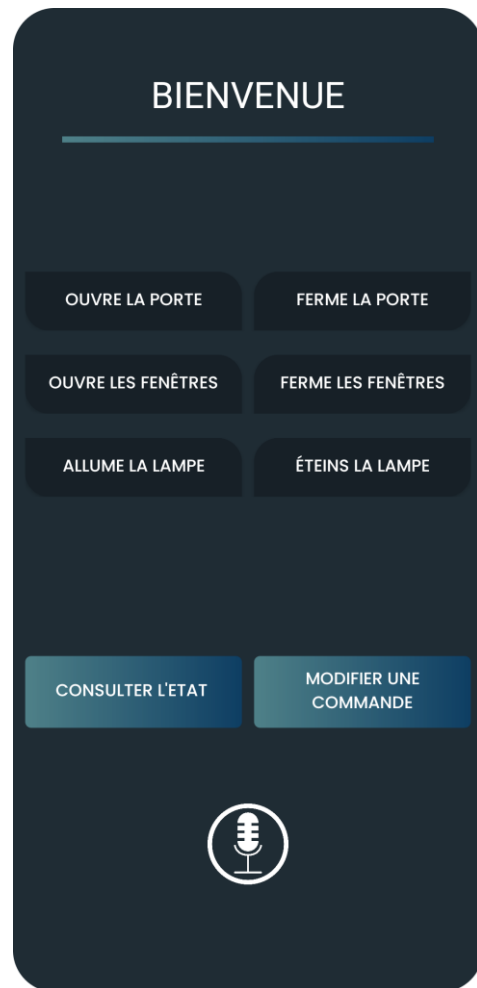 BIENVENUE
OUVRE LA PORTE
FERME LA PORTE
OUVRE LES FENÊTRES
FERME LES FENÊTRES
ALLUME LA LAMPE
ÉTEINS LA LAMPE
CONSULTER L'ETAT
MODIFIER UNE
COMMANDE